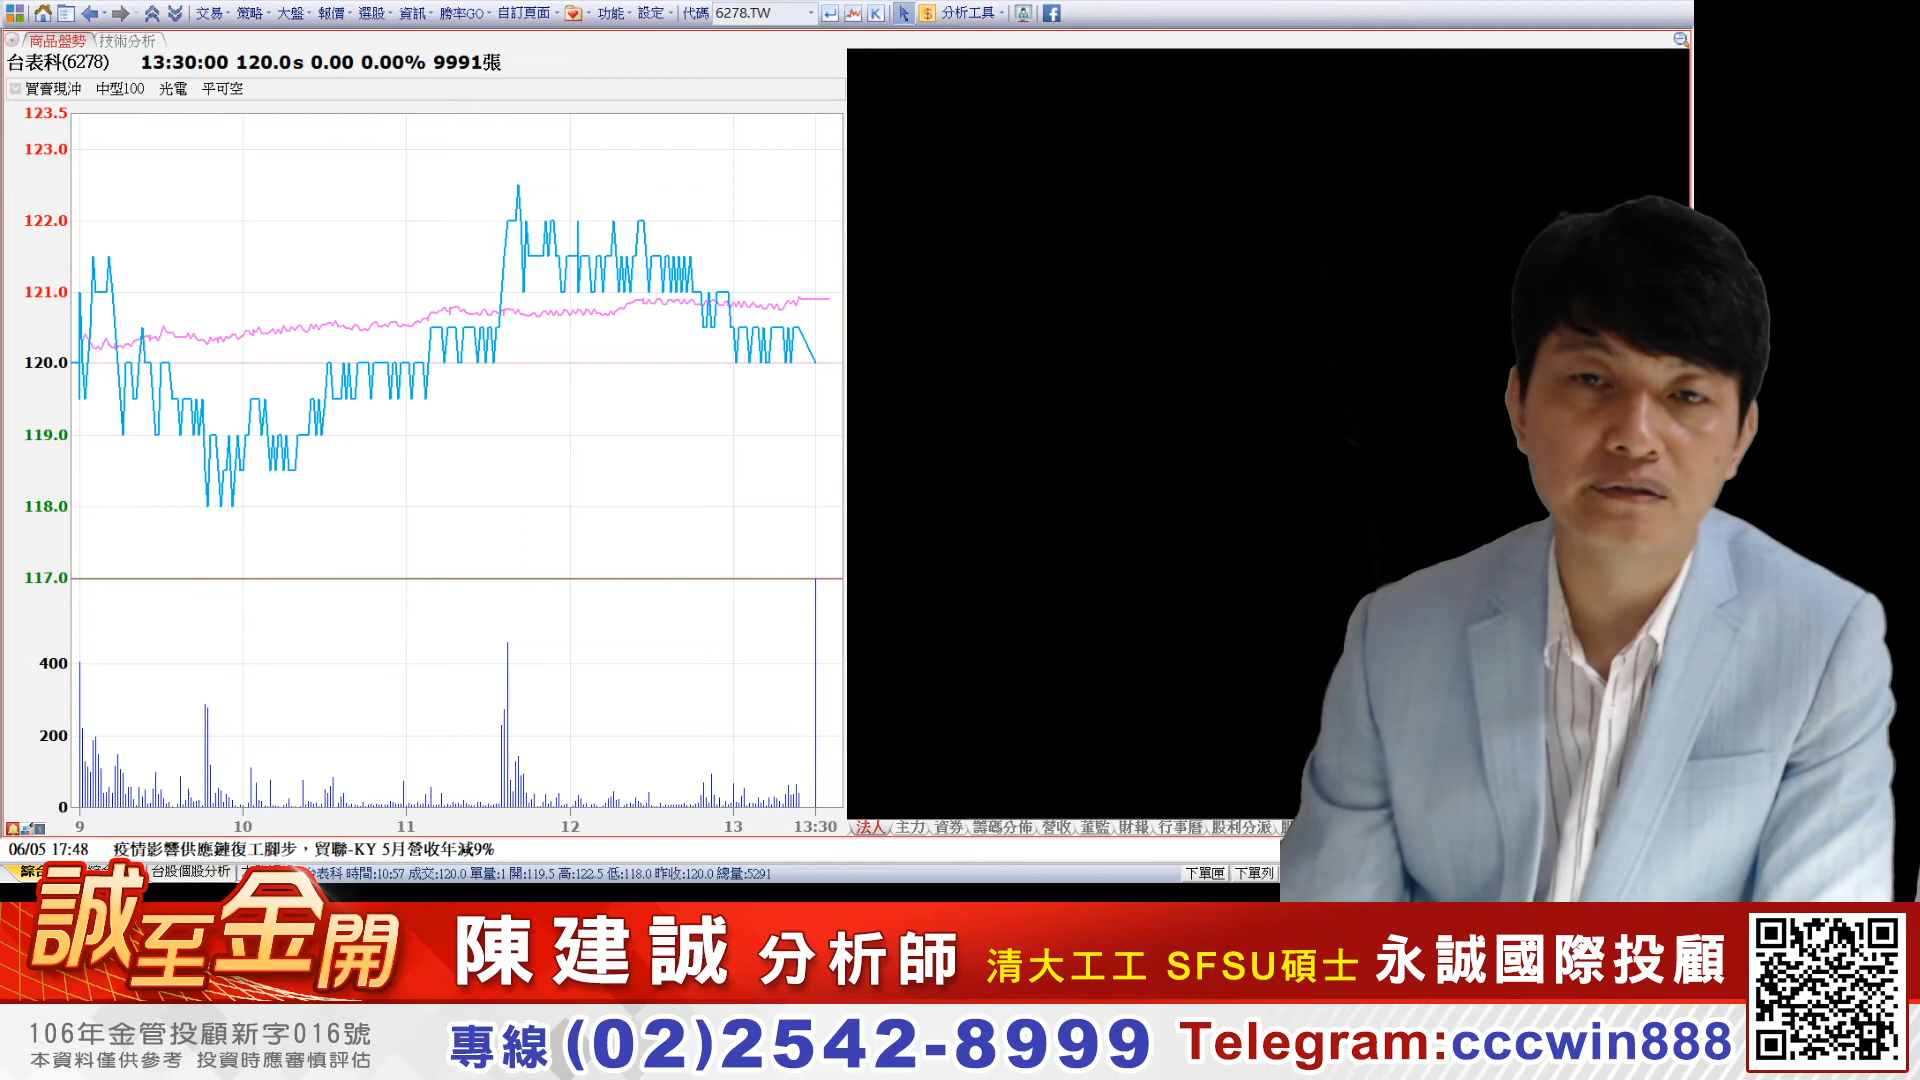 交易 策略 大盤 報價 選股 資訊 勝率GO 自訂頁面 功能 設定 代碼 6278.TW K $ 分析工具
商品盤勢 技術分析
台表科(6278) 13:30:00 120.0s 0.00 0.00% 9991張
買賣現沖 中型100 光電 平可空
123.5
123.0
122.0
121.0
120.0
119.0
118.0
117.0
400
200
0
9 10 11 12 13 13:30
法人 主力 資券 籌碼分佈 營收 董監 財報 行事曆 股利分派
06/05 17:48 疫情影響供應鏈復工腳步，貿聯-KY 5月營收年減9%
台股個股分析
台表科 時間:10:57 成交:120.0 單量:1 開:119.5 高:122.5 低:118.0 昨收:120.0 總量:5291
下單匣 下單列
誠至金開
陳建誠 分析師 清大工工 SFSU碩士 永誠國際投顧
106年金管投顧新字016號
本資料僅供參考 投資時應審慎評估
專線(02)2542-8999 Telegram:cccwin888